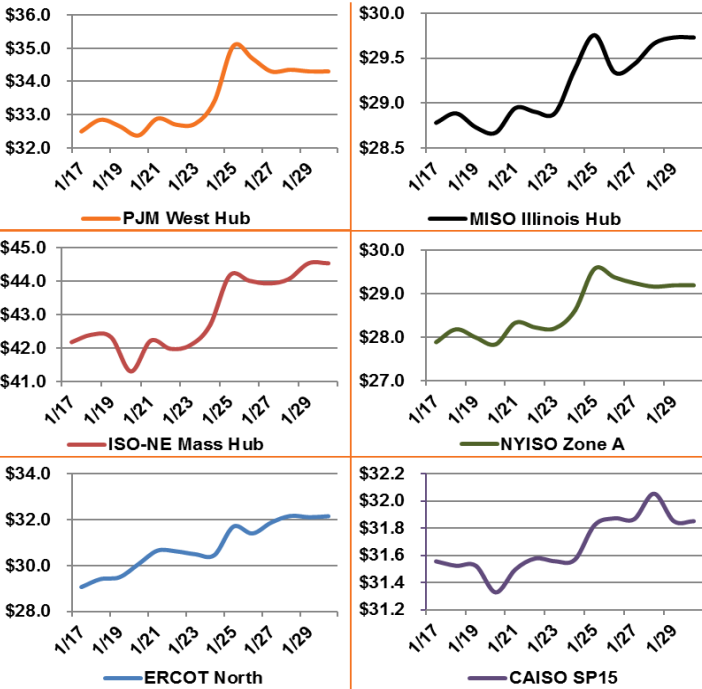 $36.0
$35.0
$34.0
$33.0
$32.0
1/17 1/19 1/21 1/23 1/25 1/27 1/29
PJM West Hub
$30.0
$29.5
$29.0
$28.5
1/17 1/19 1/21 1/23 1/25 1/27 1/29
MISO Illinois Hub
$45.0
$44.0
$43.0
$42.0
$41.0
1/17 1/19 1/21 1/23 1/25 1/27 1/29
ISO-NE Mass Hub
$30.0
$29.0
$28.0
$27.0
1/17 1/19 1/21 1/23 1/25 1/27 1/29
NYISO Zone A
$34.0
$32.0
$30.0
$28.0
1/17 1/19 1/21 1/23 1/25 1/27 1/29
ERCOT North
$32.2
$32.0
$31.8
$31.6
$31.4
$31.2
1/17 1/19 1/21 1/23 1/25 1/27 1/29
CAISO SP15